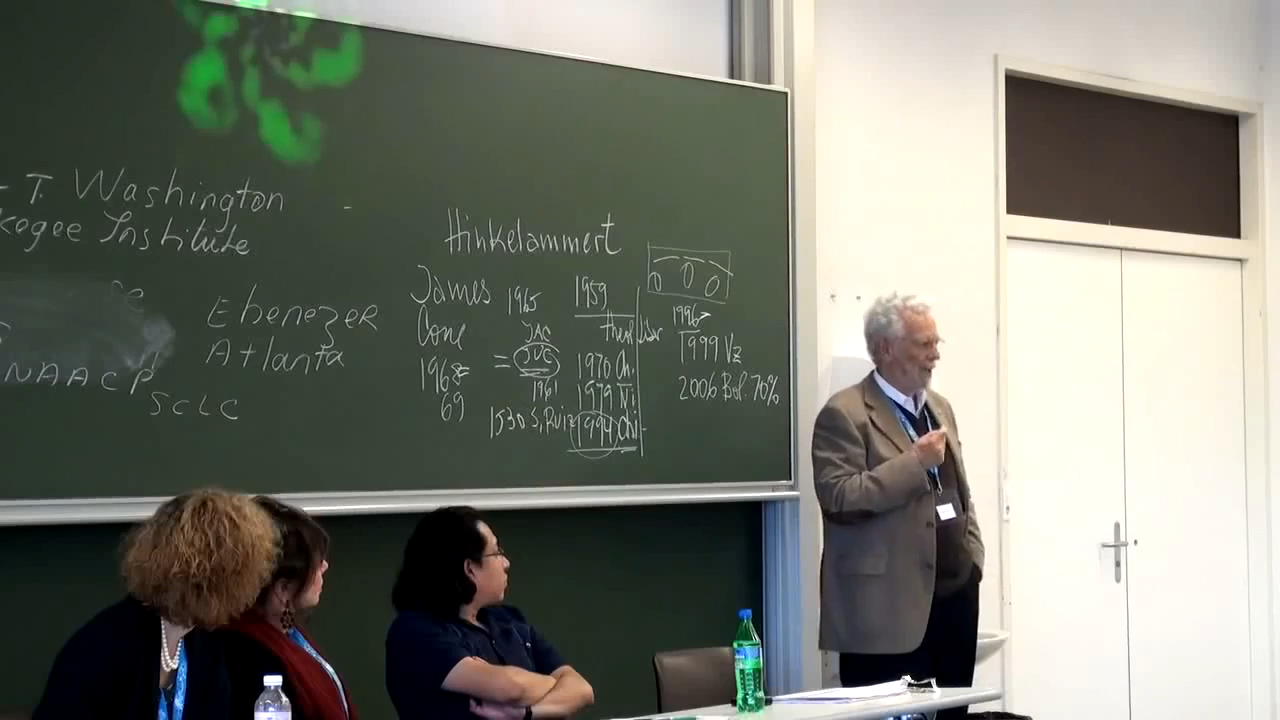 T. Washington
kegee Institute
Ebenezer
Atlanta
NAACP
SCLC
Hinkelammert
James
Cone
1968
69
1965
=
JUC
1961
1530 S, Ruiz
1959
1970 Ch.
1979 Ni
1994 Chi
1996
1999 Vz
2006 Bol. 70%